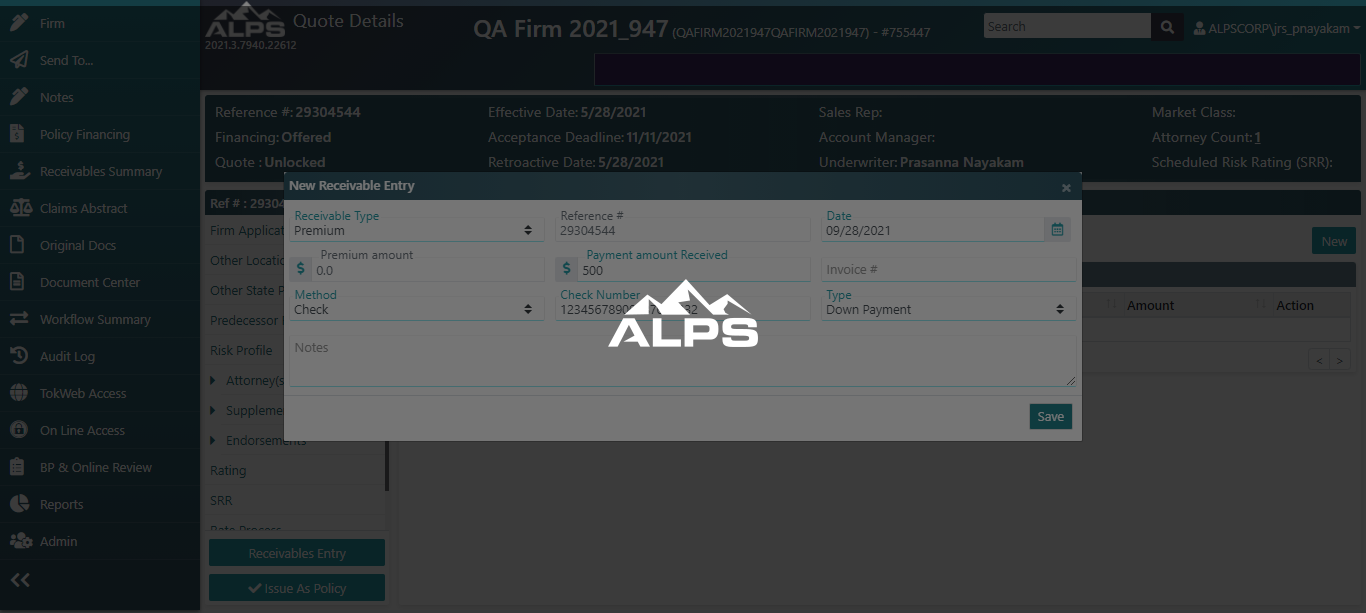 Firm
Send To...
Notes
Policy Financing
Receivables Summary
Claims Abstract
Original Docs
Document Center
Workflow Summary
Audit Log
TokWeb Access
On Line Access
BP & Online Review
Reports
Admin
ALPS
2021.3.7940.22612
Quote Details
QA Firm 2021_947 (QAFIRM2021947QAFIRM2021947) - #755447
Search
ALPSCORP\jrs_pnayakam
Reference #: 29304544
Effective Date: 5/28/2021
Sales Rep:
Market Class:
Financing: Offered
Acceptance Deadline: 11/11/2021
Account Manager:
Attorney Count: 1
Quote : Unlocked
Retroactive Date: 5/28/2021
Underwriter: Prasanna Nayakam
Scheduled Risk Rating (SRR):
Ref # : 29304
Firm Applicat
Other Locatio
Other State P
Predecessor
Risk Profile
Attorney(s
Suppleme
Endorsements
Rating
SRR
Rate Process
Receivables Entry
Issue As Policy
New
Amount
Action
<
>
New Receivable Entry
×
Receivable Type
Premium
Reference #
29304544
Date
09/28/2021
Premium amount
$ 0.0
Payment amount Received
$ 500
Invoice #
Method
Check
Check Number
Type
Down Payment
ALPS
Notes
Save